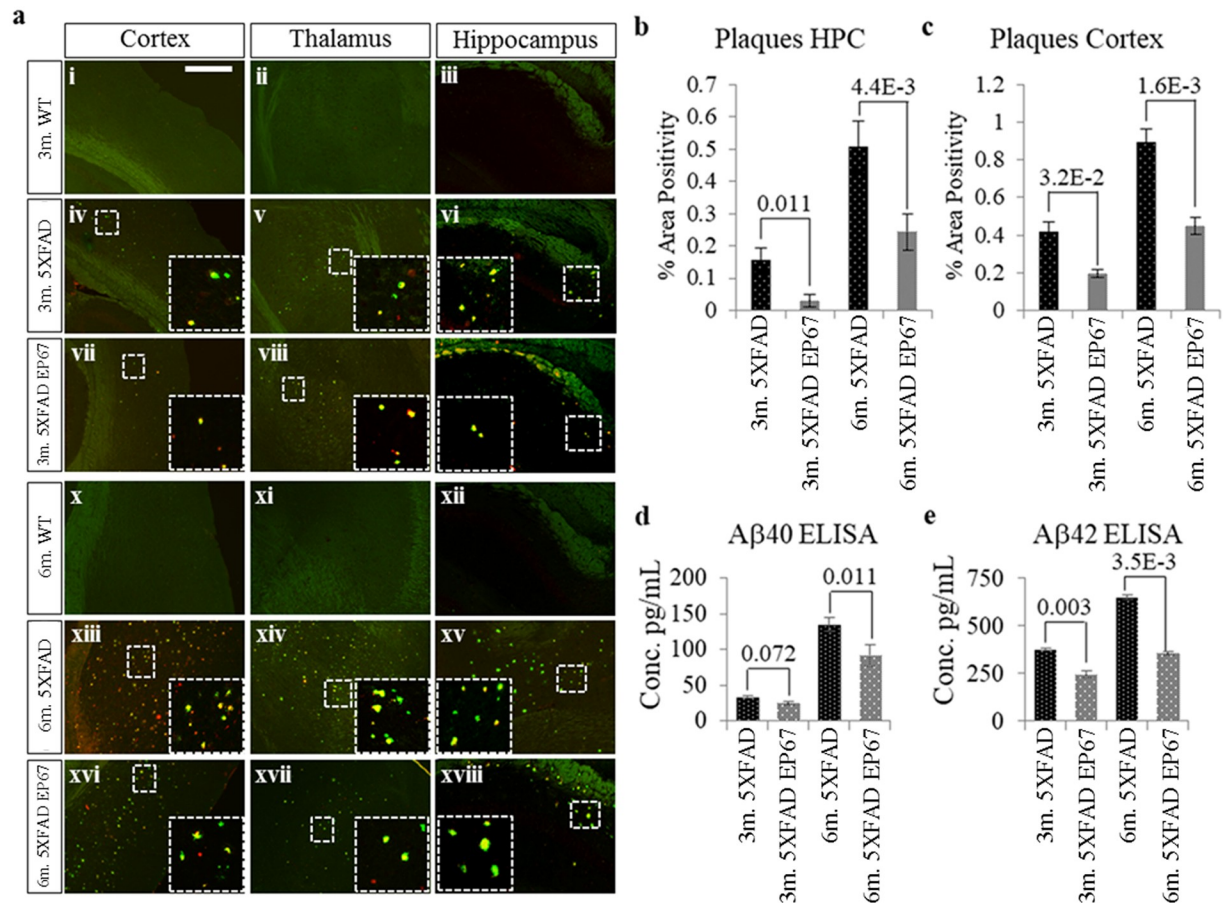 a
Cortex
Thalamus
Hippocampus
3m. WT
i
ii
iii
3m. 5XFAD
iv
v
vi
3m. 5XFAD EP67
vii
viii
6m. WT
x
xi
xii
6m. 5XFAD
xiii
xiv
xv
6m. 5XFAD EP67
xvi
xvii
xviii
b
Plaques HPC
% Area Positivity
0.7
0.6
0.5
0.4
0.3
0.2
0.1
0
0.011
4.4E-3
3m. 5XFAD
3m. 5XFAD EP67
6m. 5XFAD
6m. 5XFAD EP67
c
Plaques Cortex
% Area Positivity
1.2
1
0.8
0.6
0.4
0.2
0
3.2E-2
1.6E-3
3m. 5XFAD
3m. 5XFAD EP67
6m. 5XFAD
6m. 5XFAD EP67
d
Aβ40 ELISA
Conc. pg/mL
200
150
100
50
0
0.072
0.011
3m. 5XFAD
3m. 5XFAD EP67
6m. 5XFAD
6m. 5XFAD EP67
e
Aβ42 ELISA
Conc. pg/mL
750
500
250
0
0.003
3.5E-3
3m. 5XFAD
3m. 5XFAD EP67
6m. 5XFAD
6m. 5XFAD EP67